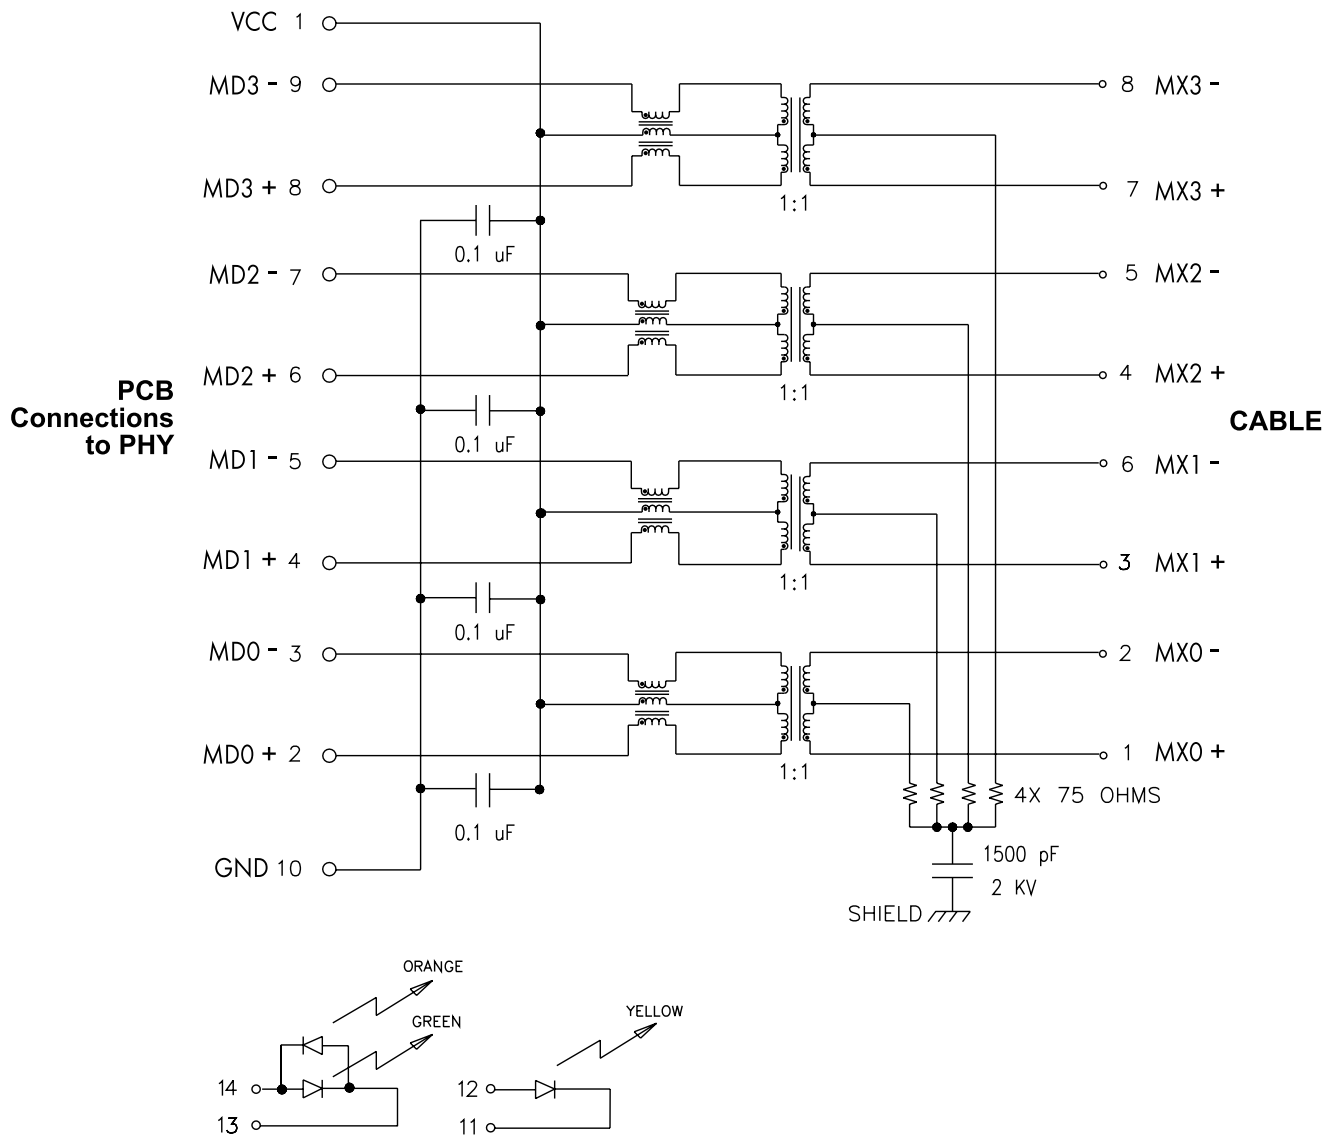 VCC 1
MD3 - 9
8 MX3 -
MD3 + 8
7 MX3 +
1:1
0.1 uF
MD2 - 7
5 MX2 -
MD2 + 6
4 MX2 +
1:1
PCB
Connections
to PHY
CABLE
0.1 uF
MD1 - 5
6 MX1 -
MD1 + 4
3 MX1 +
1:1
0.1 uF
MD0 - 3
2 MX0 -
MD0 + 2
1 MX0 +
1:1
4X 75 OHMS
0.1 uF
GND 10
1500 pF
2 KV
SHIELD
ORANGE
GREEN
YELLOW
14
13
12
11